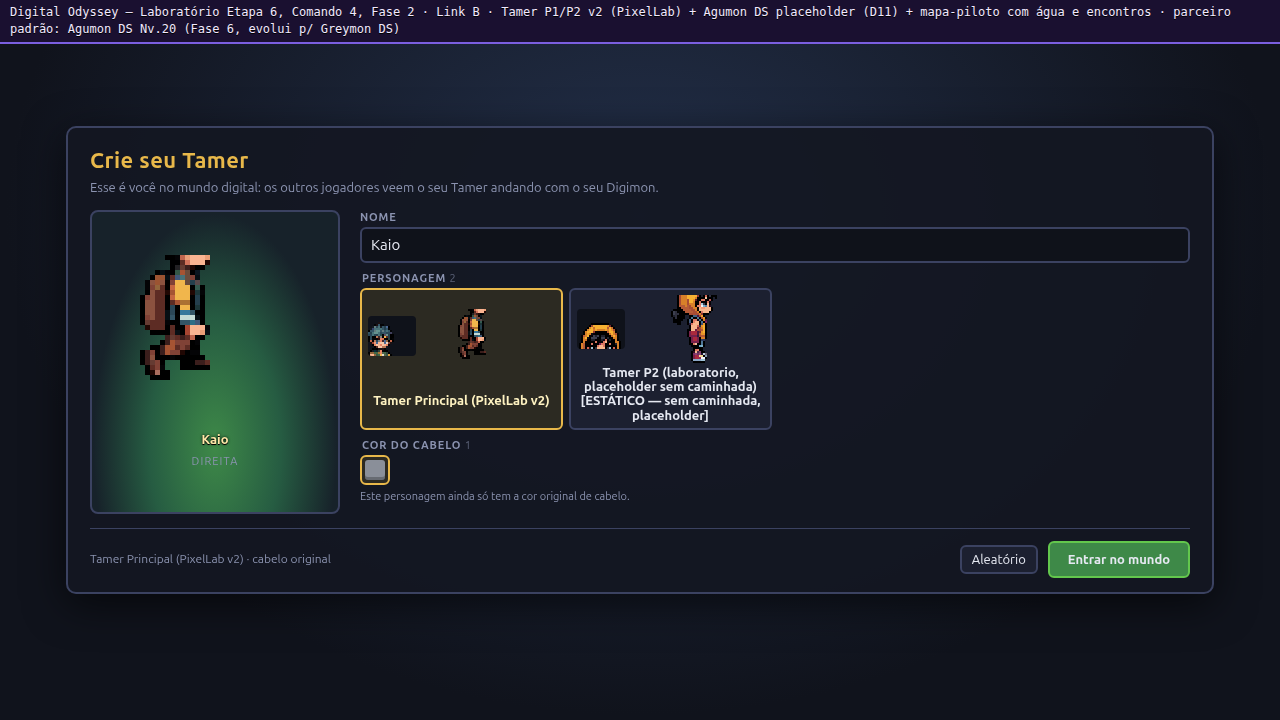 Digital Odyssey — Laboratório Etapa 6, Comando 4, Fase 2 · Link B · Tamer P1/P2 v2 (PixelLab) + Agumon DS placeholder (D11) + mapa-piloto com água e encontros · parceiro
padrão: Agumon DS Nv.20 (Fase 6, evolui p/ Greymon DS)
Crie seu Tamer
Esse é você no mundo digital: os outros jogadores veem o seu Tamer andando com o seu Digimon.
Kaio
DIREITA
NOME
Kaio
PERSONAGEM 2
Tamer Principal (PixelLab v2)
Tamer P2 (laboratorio,
placeholder sem caminhada)
[ESTÁTICO — sem caminhada,
placeholder]
COR DO CABELO 1
Este personagem ainda só tem a cor original de cabelo.
Tamer Principal (PixelLab v2) · cabelo original
Aleatório
Entrar no mundo